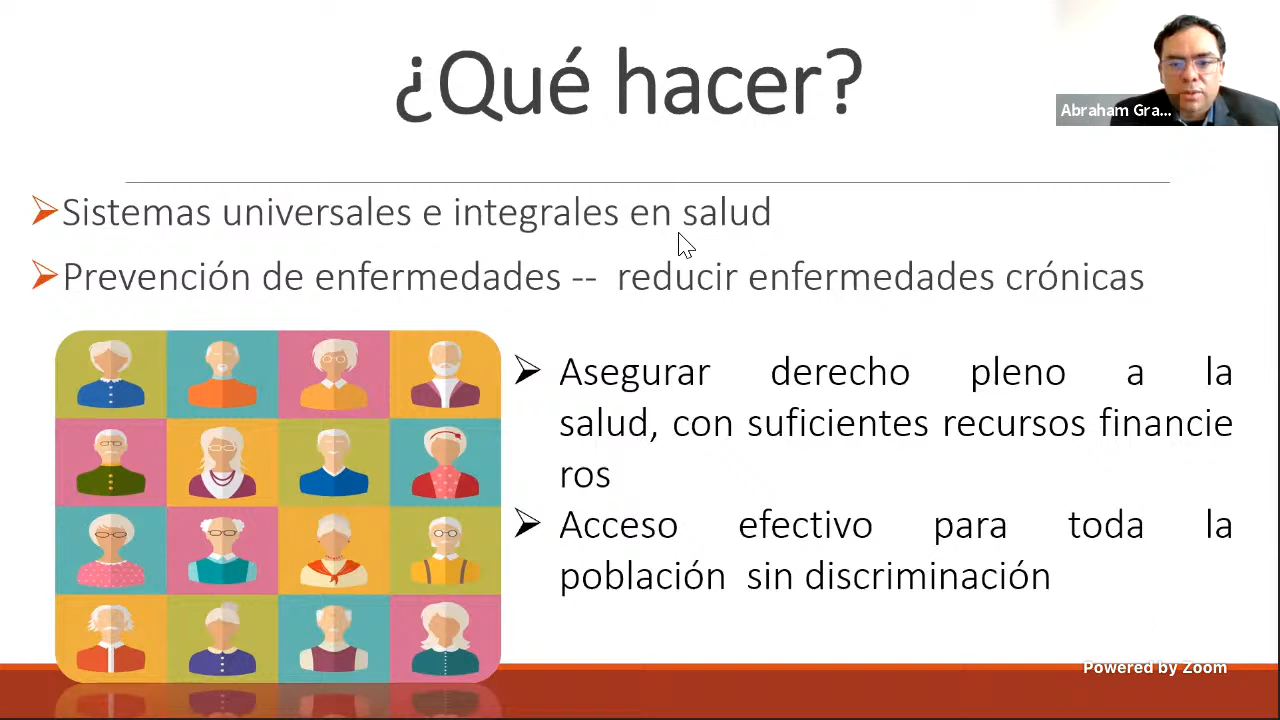 ¿Qué hacer?
Abraham Gra...
➢Sistemas universales e integrales en salud
➢Prevención de enfermedades -- reducir enfermedades crónicas
➢ Asegurar derecho pleno a la
salud, con suficientes recursos financie
ros
➢ Acceso efectivo para toda la
población sin discriminación
Powered by Zoom